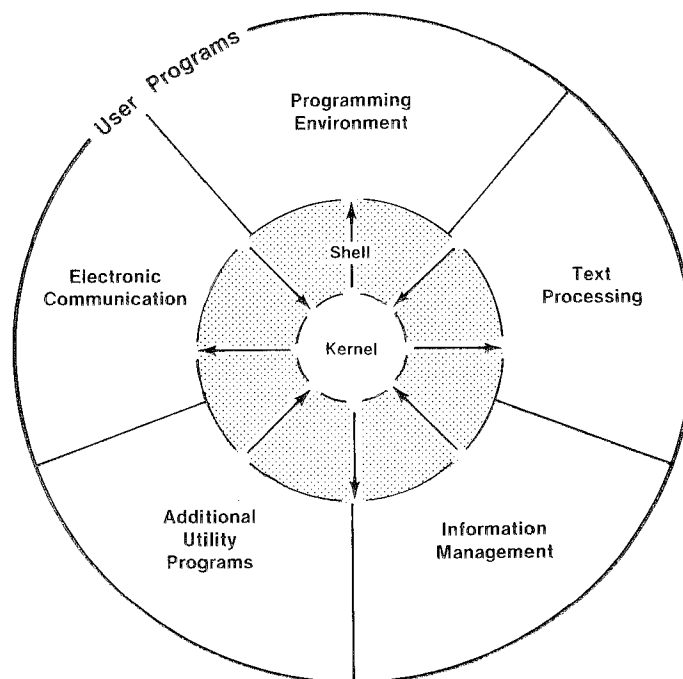 User Programs
Programming
Environment
Shell
Electronic
Communication
Text
Processing
Kernel
Additional
Utility
Programs
Information
Management